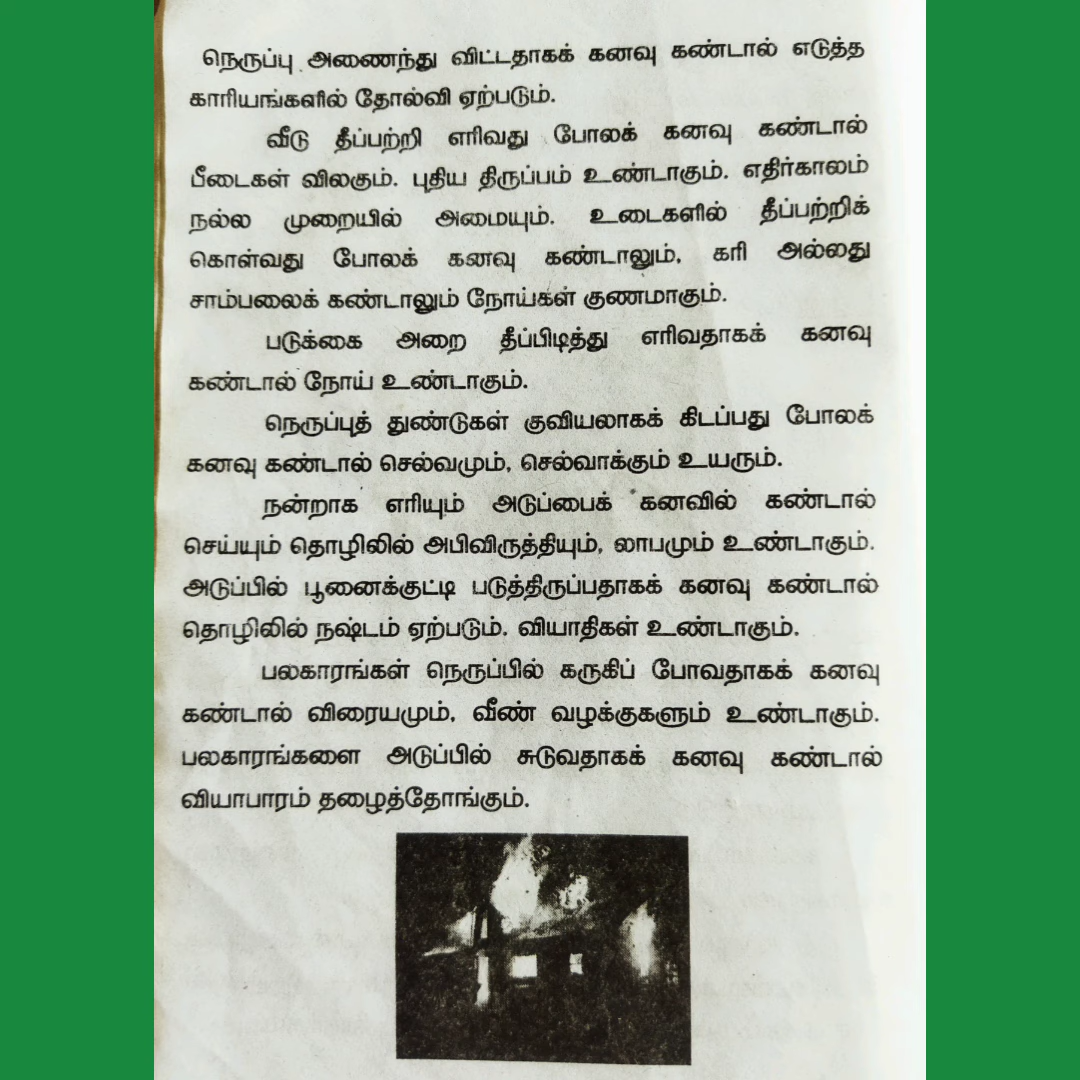 நெருப்பு அணைந்து விட்டதாகக் கனவு கண்டால் எடுத்த
காரியங்களில் தோல்வி ஏற்படும்.
வீடு தீப்பற்றி எரிவது போலக் கனவு கண்டால்
பீடைகள் விலகும். புதிய திருப்பம் உண்டாகும். எதிர்காலம்
நல்ல முறையில் அமையும். உடைகளில் தீப்பற்றிக்
கொள்வது போலக் கனவு கண்டாலும், கரி அல்லது
சாம்பலைக் கண்டாலும் நோய்கள் குணமாகும்.
படுக்கை அறை தீப்பிடித்து எரிவதாகக் கனவு
கண்டால் நோய் உண்டாகும்.
நெருப்புத் துண்டுகள் குவியலாகக் கிடப்பது போலக்
கனவு கண்டால் செல்வமும், செல்வாக்கும் உயரும்.
நன்றாக எரியும் அடுப்பைக் கனவில் கண்டால்
செய்யும் தொழிலில் அபிவிருத்தியும், லாபமும் உண்டாகும்.
அடுப்பில் பூனைக்குட்டி படுத்திருப்பதாகக் கனவு கண்டால்
தொழிலில் நஷ்டம் ஏற்படும். வியாதிகள் உண்டாகும்.
பலகாரங்கள் நெருப்பில் கருகிப் போவதாகக் கனவு
கண்டால் விரையமும், வீண் வழக்குகளும் உண்டாகும்.
பலகாரங்களை அடுப்பில் சுடுவதாகக் கனவு கண்டால்
வியாபாரம் தழைத்தோங்கும்.